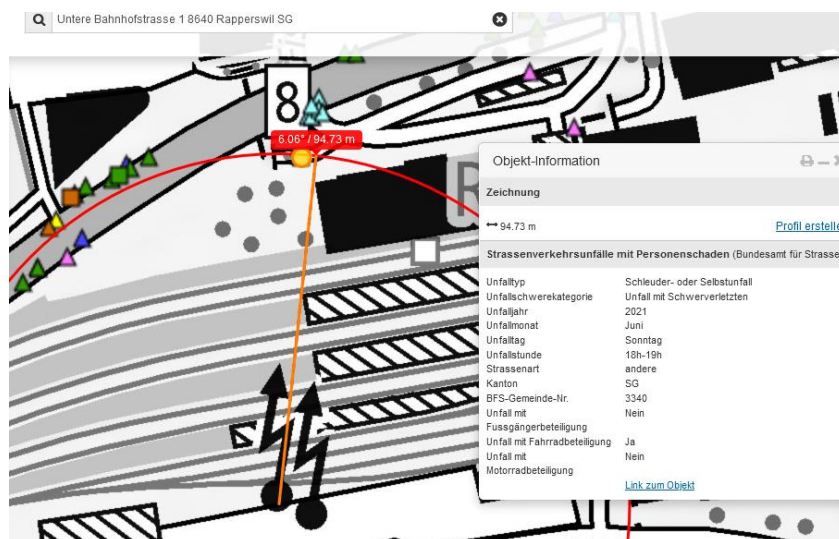 Untere Bahnhofstrasse 1 8640 Rapperswil SG
8
6.06° / 94.73 m
R
Objekt-Information
Zeichnung
94.73 m
Profil erstelle
Strassenverkehrsunfälle mit Personenschaden (Bundesamt für Strasse
Unfalltyp Schleuder- oder Selbstunfall
Unfallschwerekategorie Unfall mit Schwerverletzten
Unfalljahr 2021
Unfallmonat Juni
Unfalltag Sonntag
Unfallstunde 18h-19h
Strassenart andere
Kanton SG
BFS-Gemeinde-Nr. 3340
Unfall mit Nein
Fussgängerbeteiligung
Unfall mit Fahrradbeteiligung Ja
Unfall mit Nein
Motorradbeteiligung
Link zum Objekt